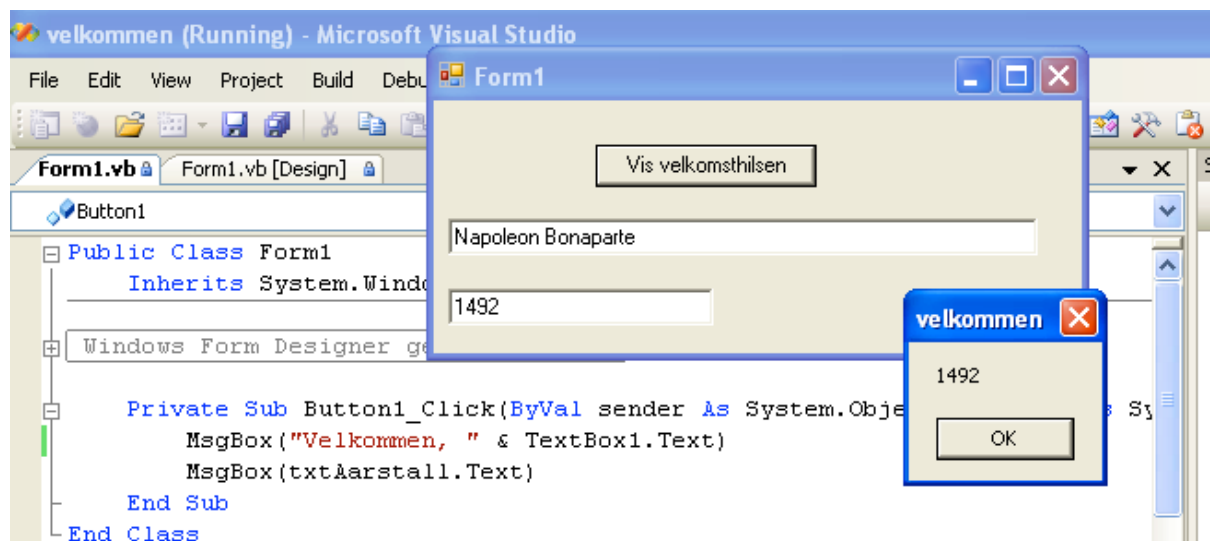 velkommen (Running) - Microsoft Visual Studio
File Edit View Project Build Debu
Form1.vb Form1.vb [Design]
Button1
Public Class Form1
Inherits System.Windo
Windows Form Designer ge
Private Sub Button1_Click(ByVal sender As System.Obje s Sy
MsgBox("Velkommen, " & TextBox1.Text)
MsgBox(txtAarstall.Text)
End Sub
End Class
Form1
Vis velkomsthilsen
Napoleon Bonaparte
1492
velkommen
1492
OK